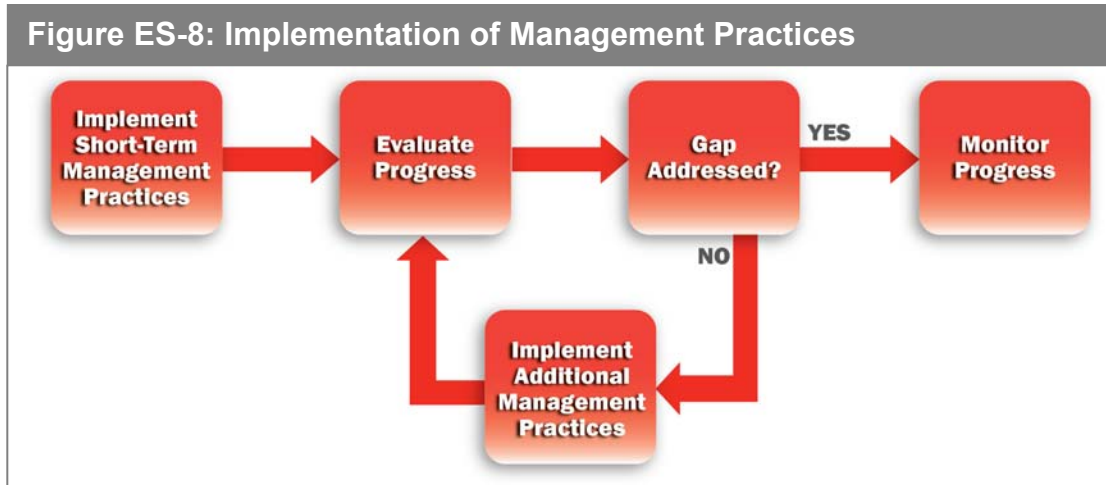 Figure ES-8: Implementation of Management Practices
Implement
Short-Term
Management
Practices
Evaluate
Progress
Gap
Addressed?
YES
Monitor
Progress
NO
Implement
Additional
Management
Practices